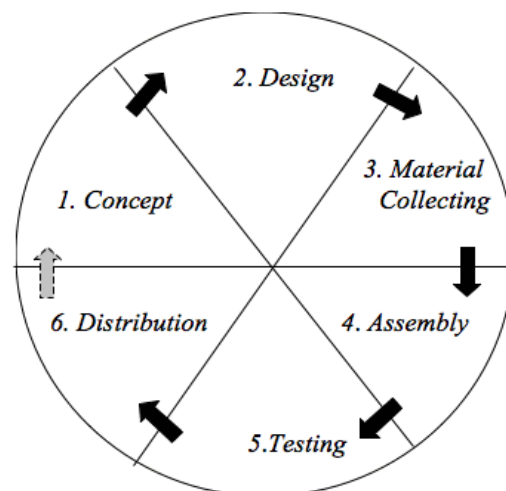 1. Concept
2. Design
3. Material
Collecting
4. Assembly
5.Testing
6. Distribution